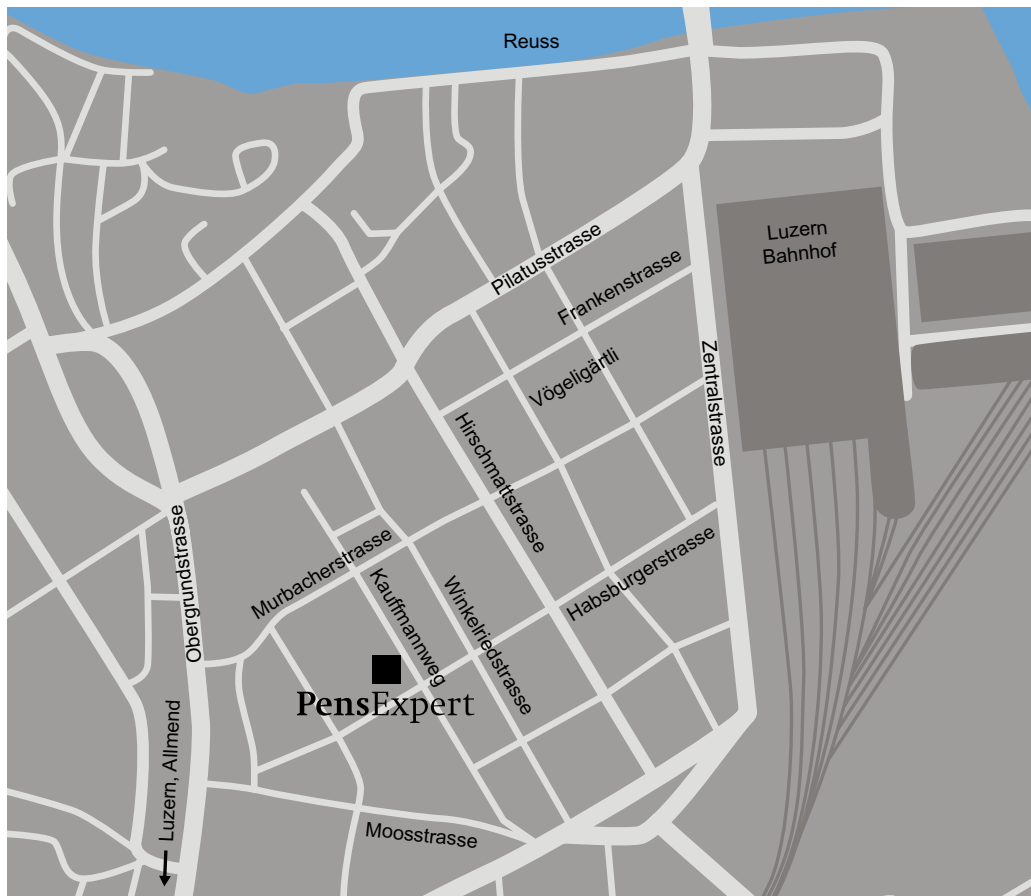 Reuss
Pilatusstrasse
Luzern
Bahnhof
Frankenstrasse
Vögeligärtli
Zentralstrasse
Hirschmattstrasse
Obergrundstrasse
Murbacherstrasse
Habsburgerstrasse
Kauffmannweg
Winkelriedstrasse
PensExpert
Luzern, Allmend
Moosstrasse